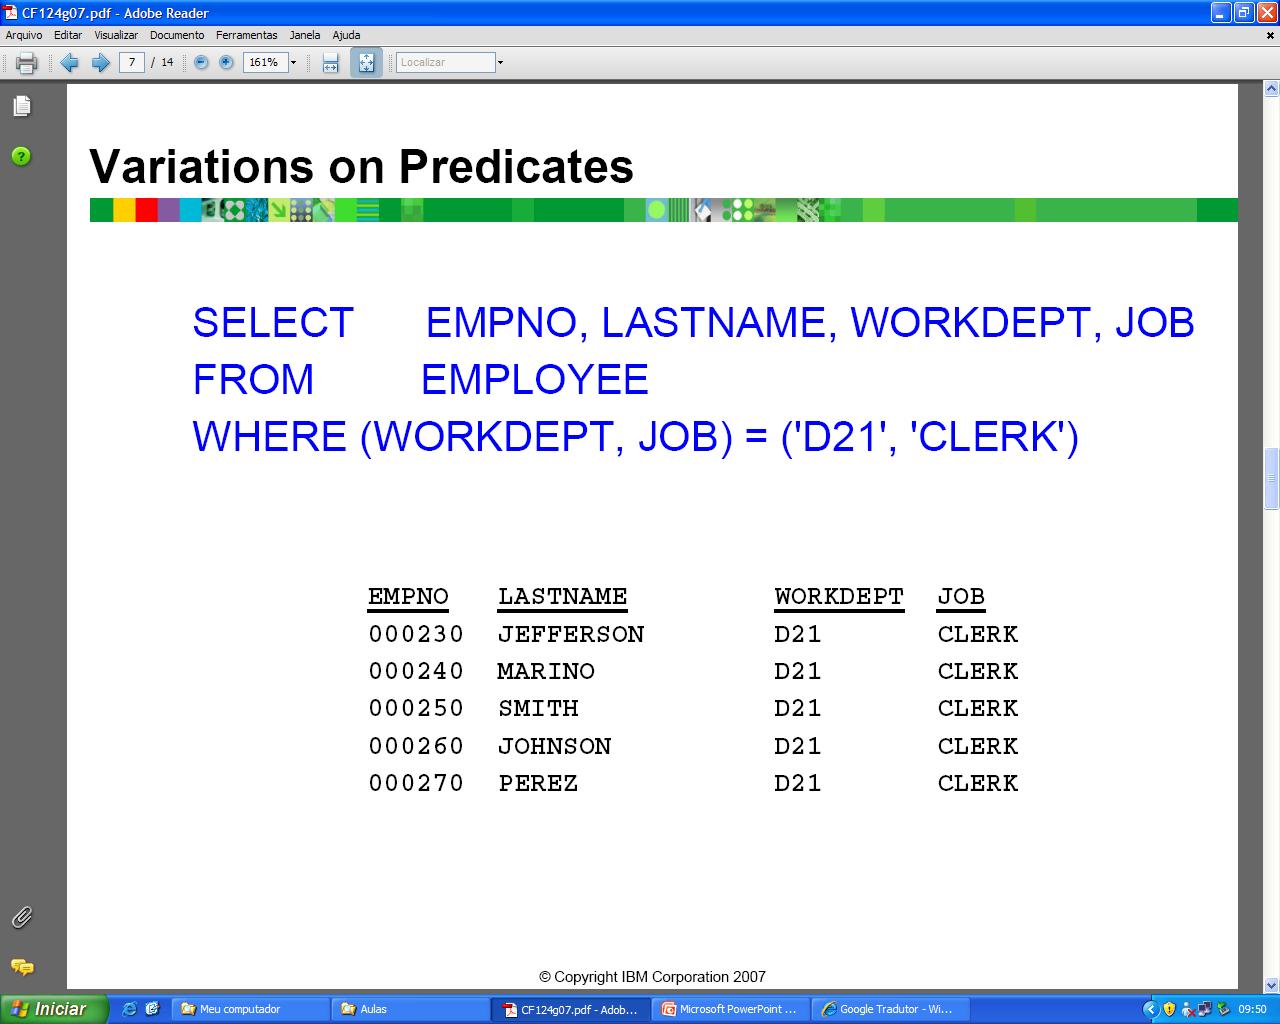 CF124g07.pdf - Adobe Reader
Arquivo Editar Visualizar Documento Ferramentas Janela Ajuda
7 / 14 161% Localizar
Variations on Predicates
SELECT EMPNO, LASTNAME, WORKDEPT, JOB
FROM EMPLOYEE
WHERE (WORKDEPT, JOB) = ('D21', 'CLERK')
EMPNO LASTNAME WORKDEPT JOB
000230 JEFFERSON D21 CLERK
000240 MARINO D21 CLERK
000250 SMITH D21 CLERK
000260 JOHNSON D21 CLERK
000270 PEREZ D21 CLERK
© Copyright IBM Corporation 2007
Iniciar Meu computador Aulas CF124g07.pdf - Adob... Microsoft PowerPoint ... Google Tradutor - Wi... 09:50